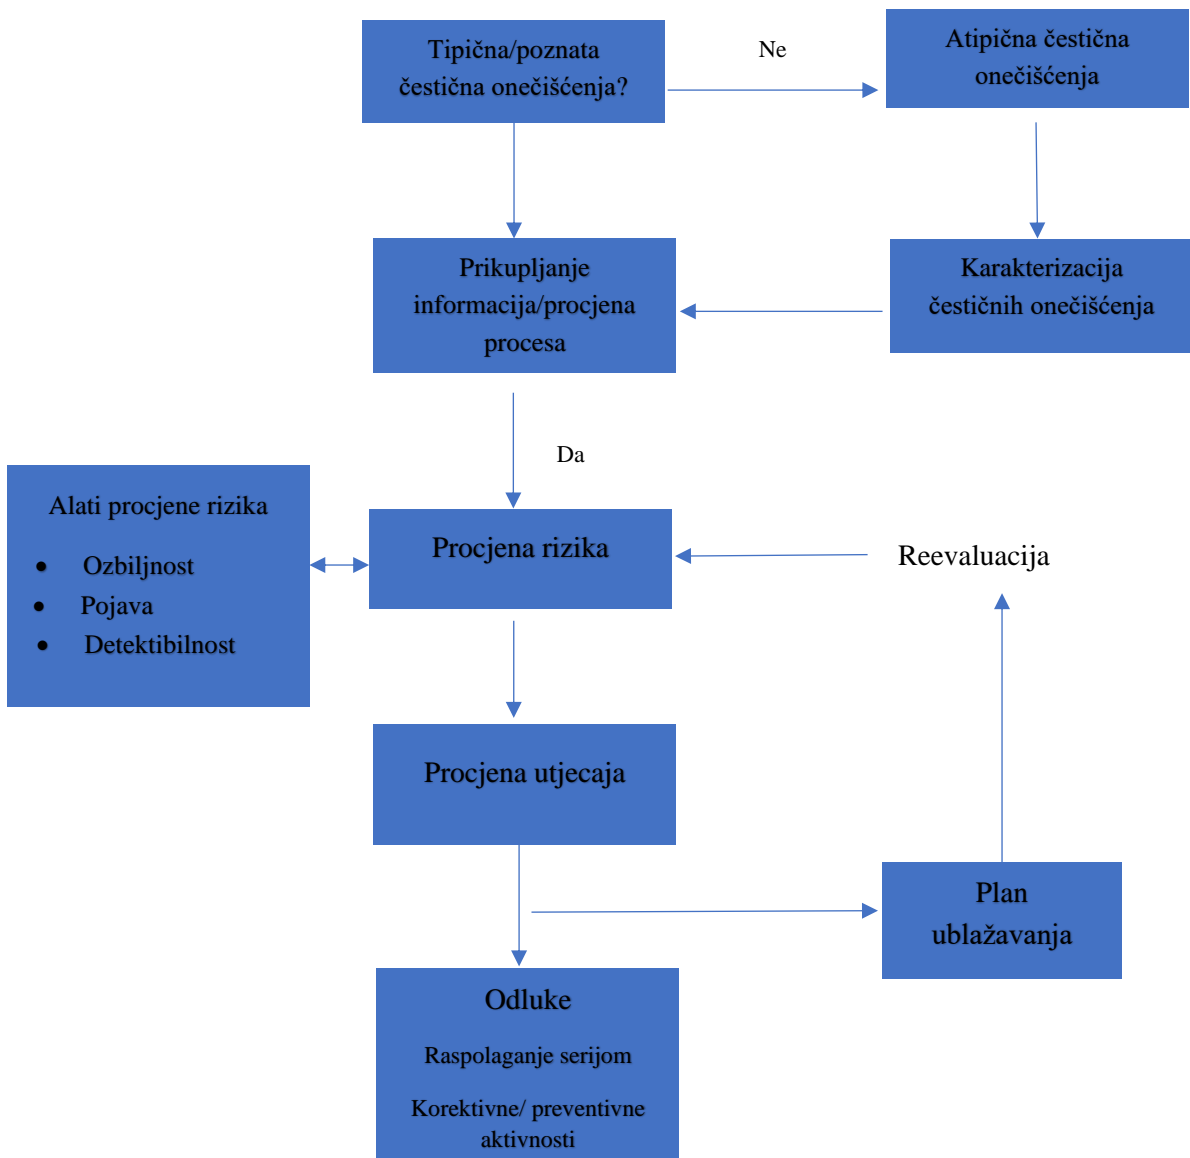 Tipična/poznata
čestična onečišćenja?
Ne
Atipična čestična
onečišćenja
Prikupljanje
informacija/procjena
procesa
Karakterizacija
čestičnih onečišćenja
Da
Alati procjene rizika
• Ozbiljnost
• Pojava
• Detektibilnost
Procjena rizika
Reevaluacija
Procjena utjecaja
Plan
ublažavanja
Odluke
Raspolaganje serijom
Korektivne/ preventivne
aktivnosti